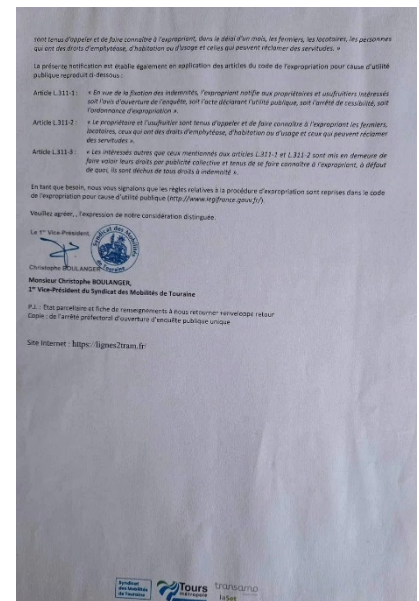 sont tenus d'appeler et de faire connaître à l'expropriant, dans le délai d'un mois, les fermiers, les locataires, les personnes
qui ont des droits d'emphytéose, d'habitation ou d'usage et celles qui peuvent réclamer des servitudes. »
La présente notification est établie également en application des articles du code de l'expropriation pour cause d'utilité
publique reproduit ci-dessous :
Article L.311-1 : « En vue de la fixation des indemnités, l'expropriant notifie aux propriétaires et usufruitiers intéressés
soit l'avis d'ouverture de l'enquête, soit l'acte déclarant l'utilité publique, soit l'arrêté de cessibilité, soit
l'ordonnance d'expropriation ».
Article L.311-2 : « Le propriétaire et l'usufruitier sont tenus d'appeler et de faire connaître à l'expropriant les fermiers,
locataires, ceux qui ont des droits d'emphytéose, d'habitation ou d'usage et ceux qui peuvent réclamer
des servitudes ».
Article L.311-3 : « Les intéressés autres que ceux mentionnés aux articles L.311-1 et L.312-2 sont mis en demeure de
faire valoir leurs droits par publicité collective et tenus de se faire connaître à l'expropriant, à défaut
de quoi, ils sont déchus de tous droits à indemnité ».
En tant que besoin, nous vous signalons que les règles relatives à la procédure d'expropriation sont reprises dans le code
de l'expropriation pour cause d'utilité publique (http://www.legifrance.gouv.fr/).
Veuillez agréer, , l'expression de notre considération distinguée.
Le 1er Vice-Président
Syndicat des Mobilités de Touraine
Christophe BOULANGER
Monsieur Christophe BOULANGER,
1er Vice-Président du Syndicat des Mobilités de Touraine
P.J. : État parcellaire et fiche de renseignements à nous retourner +enveloppe retour
Copie : de l'arrêté préfectoral d'ouverture d'enquête publique unique
Site Internet : https://lignes2tram.fr/
Syndicat
des Mobilités
de Touraine
Tours
métropole
transamo
laSet